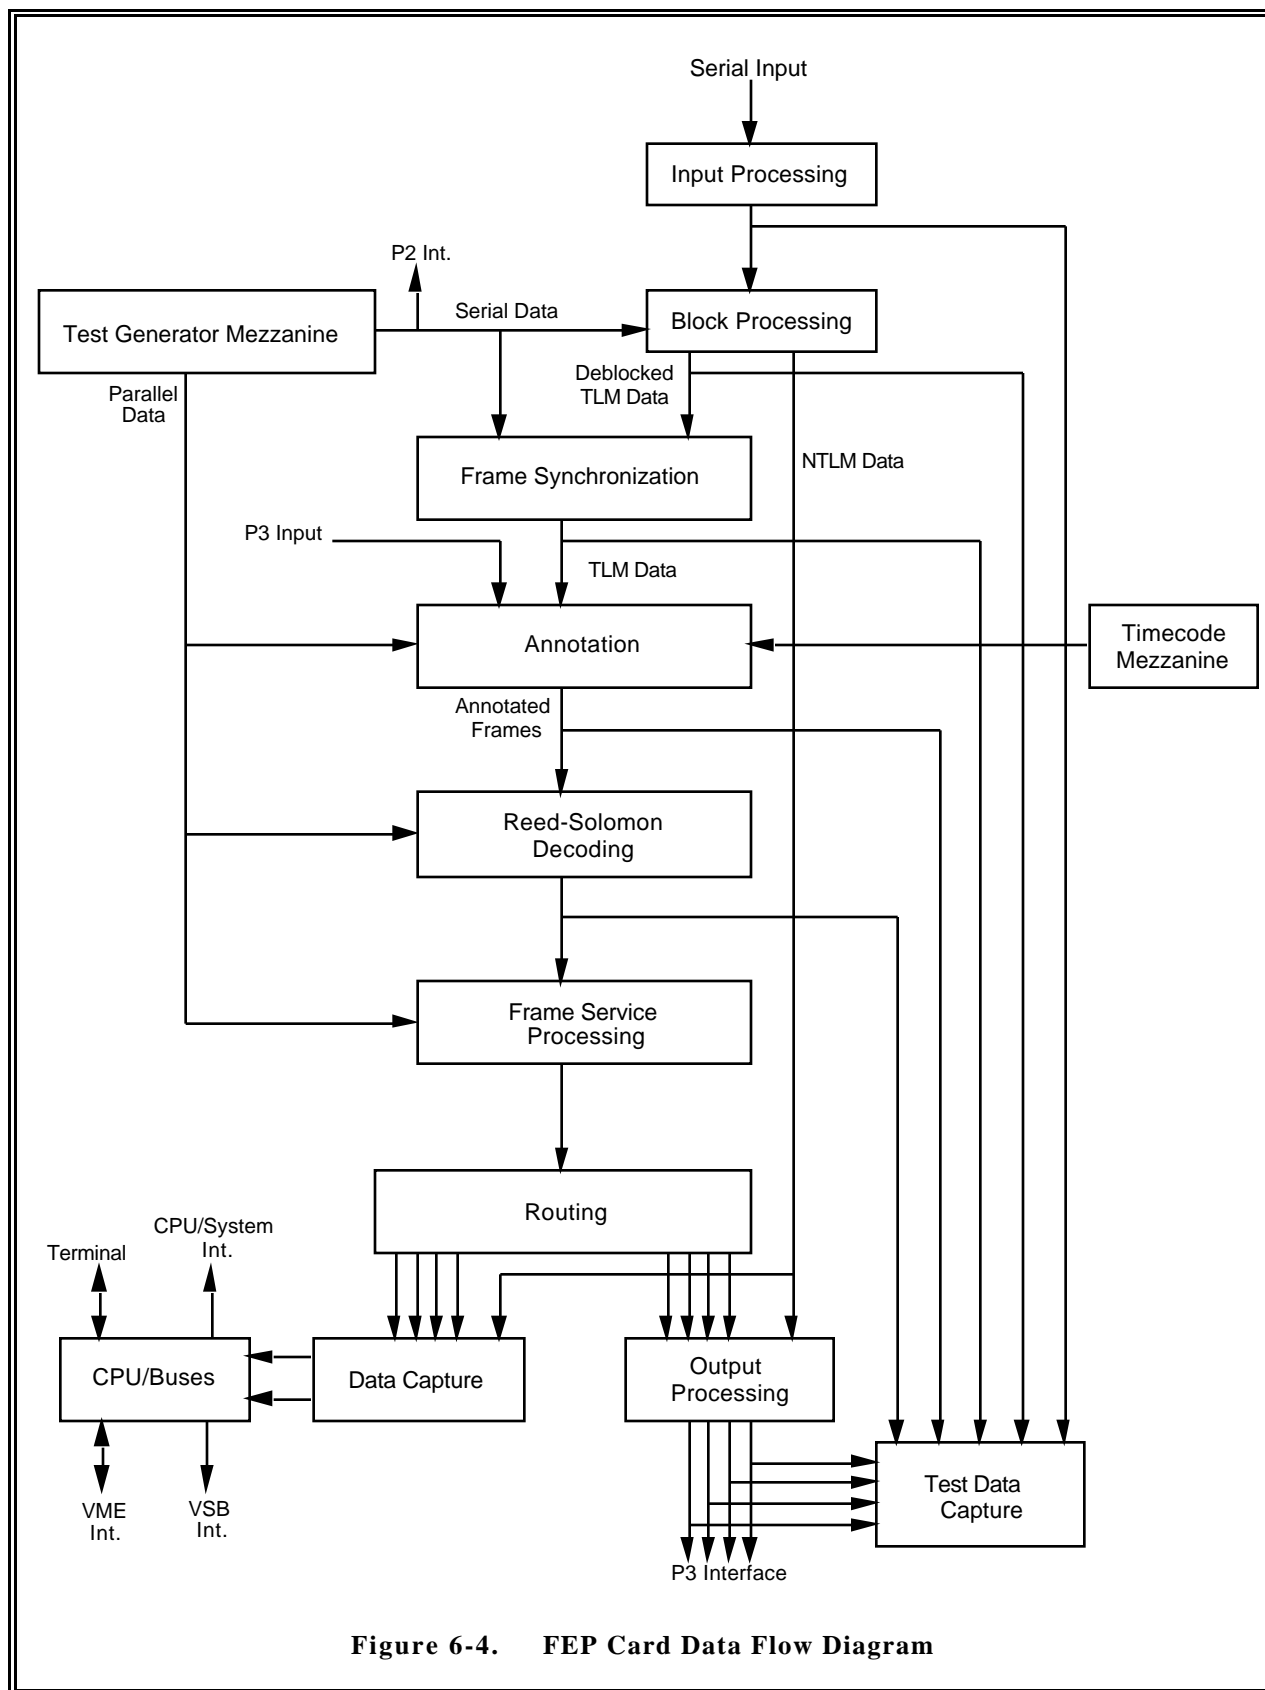 Serial Input
Input Processing
P2 Int.
Serial Data
Block Processing
Test Generator Mezzanine
Deblocked
TLM Data
Parallel
Data
NTLM Data
Frame Synchronization
P3 Input
TLM Data
Annotation
Timecode
Mezzanine
Annotated
Frames
Reed-Solomon
Decoding
Frame Service
Processing
Routing
CPU/System
Int.
Terminal
CPU/Buses
Data Capture
Output
Processing
Test Data
Capture
VME
Int.
VSB
Int.
P3 Interface
Figure 6-4. FEP Card Data Flow Diagram